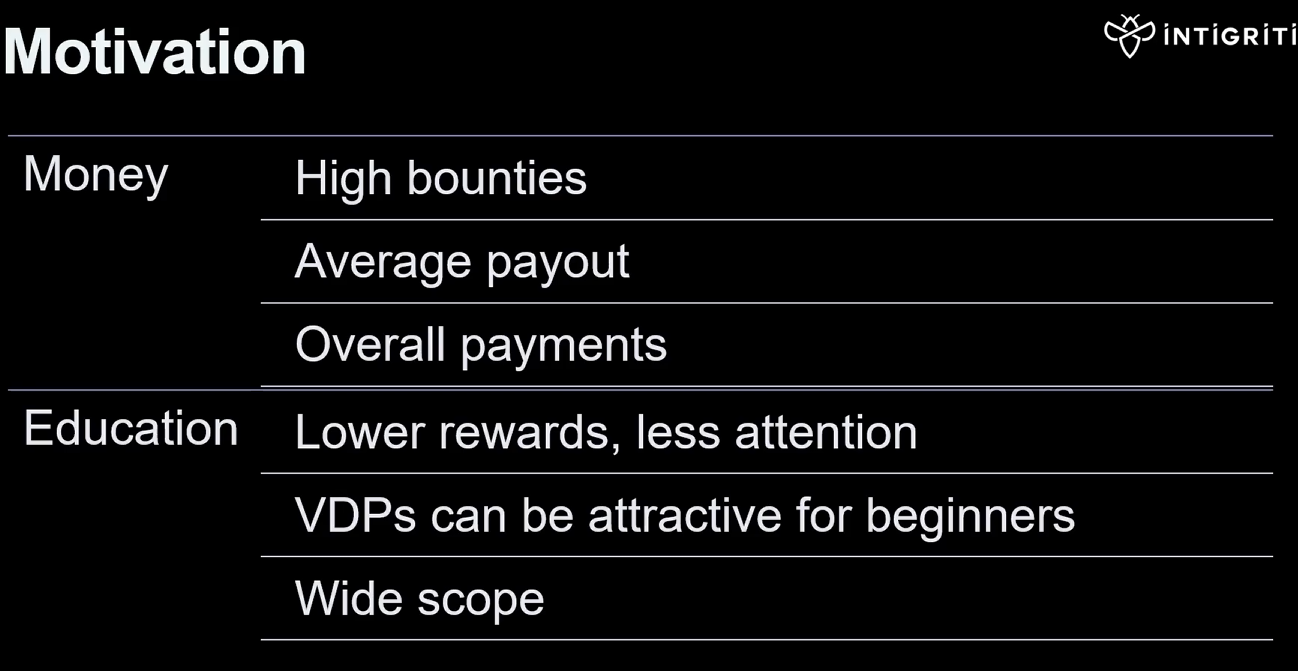 Motivation
INTIGRITI
Money
High bounties
Average payout
Overall payments
Education
Lower rewards, less attention
VDPs can be attractive for beginners
Wide scope